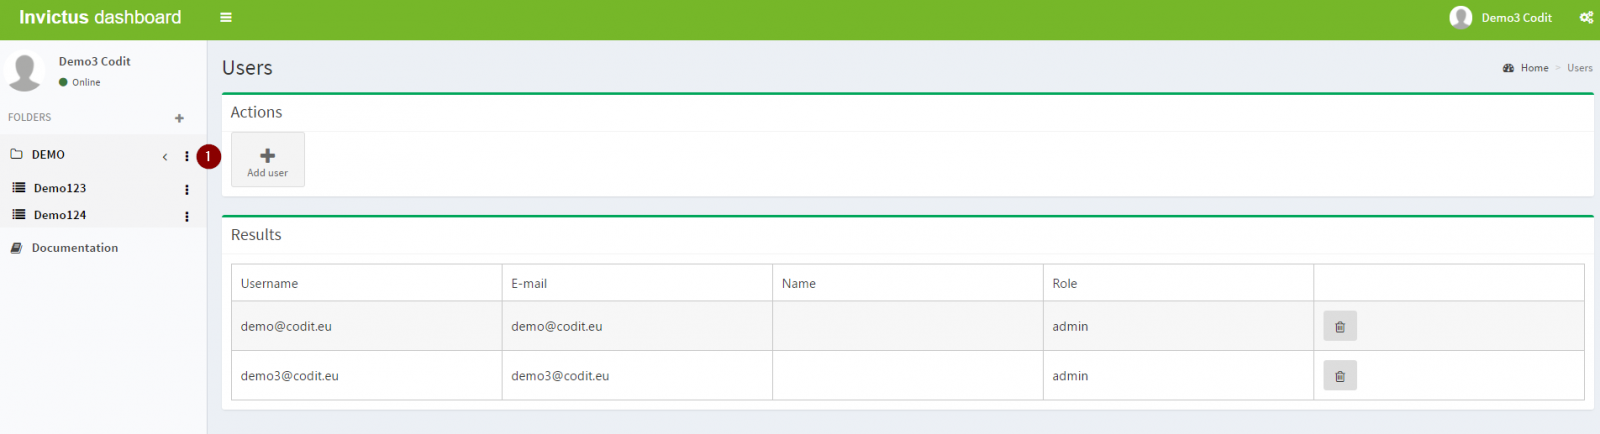 Invictus dashboard
Demo3 Codit
Demo3 Codit
Online
FOLDERS
DEMO
1
Demo123
Demo124
Documentation
Users
Home > Users
Actions
Add user
Results
Username E-mail Name Role
demo@codit.eu demo@codit.eu admin
demo3@codit.eu demo3@codit.eu admin